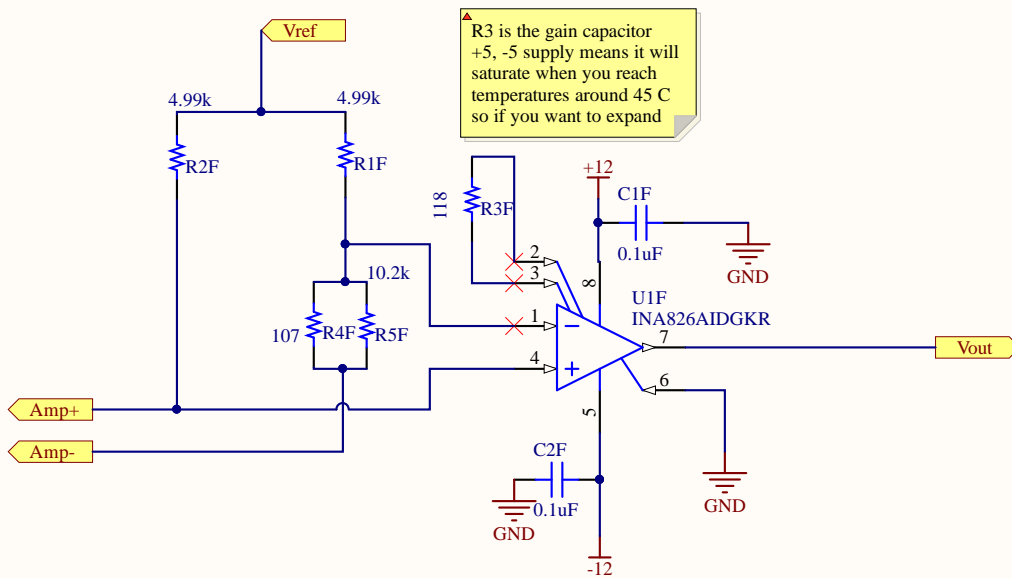 Vref
R3 is the gain capacitor
+5, -5 supply means it will
saturate when you reach
temperatures around 45 C
so if you want to expand
4.99k
4.99k
R2F
R1F
118
R3F
+12
C1F
0.1uF
GND
2
3
8
10.2k
107
R4F
R5F
1
4
U1F
INA826AIDGKR
7
Vout
6
5
Amp+
Amp-
C2F
0.1uF
GND
GND
-12